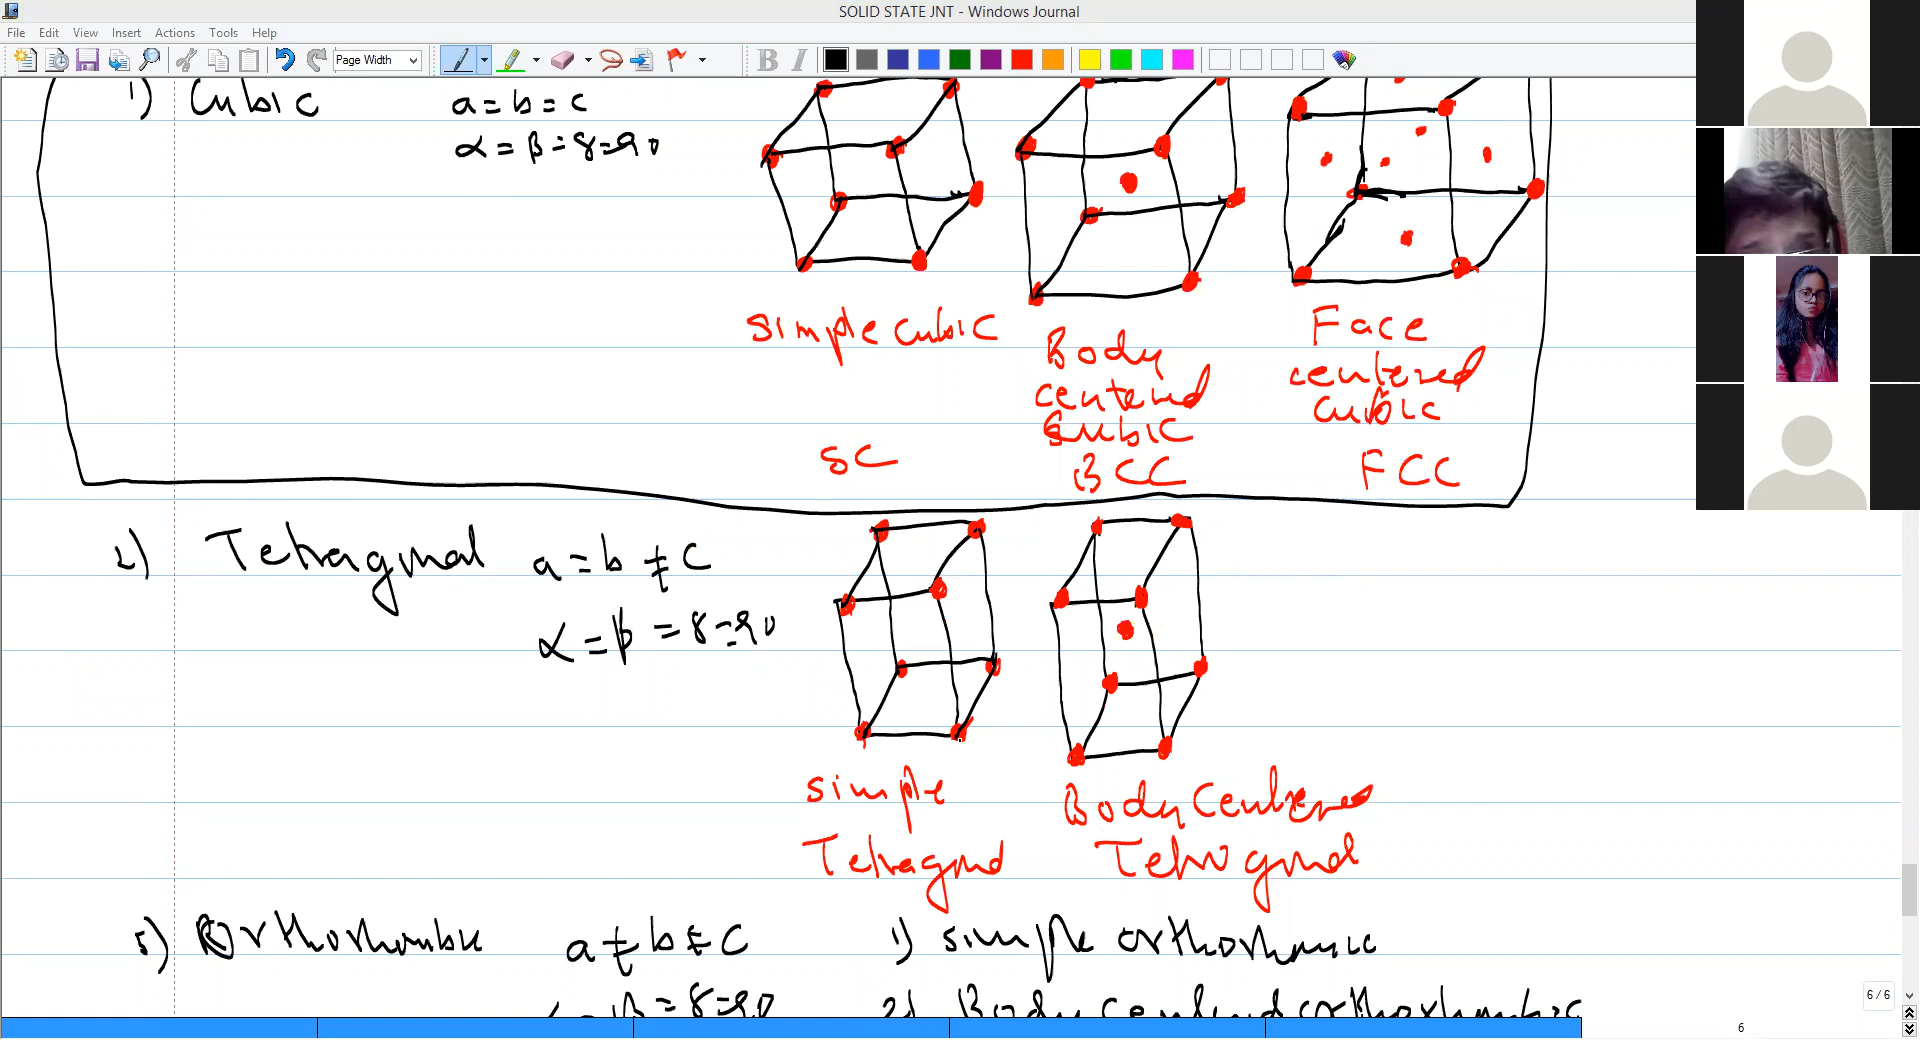 SOLID STATE JNT - Windows Journal
File Edit View Insert Actions Tools Help
Page Width
B I
1) Cubic a = b = c
α = β = γ = 90
Simple cubic
Body
centered
cubic
Face
centered
cubic
SC BCC FCC
2) Tetragonal a = b ≠ c
α = β = γ = 90
Simple
Tetragonal
Body Centered
Tetragonal
3) Orthorhombic a ≠ b ≠ c 1) simple orthorhombic
α = β = γ = 90 2) Body centered orthorhombic
6 / 6
6